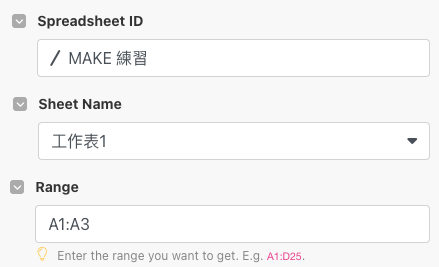 Spreadsheet ID
/ MAKE 練習
Sheet Name
工作表1
Range
A1:A3
Enter the range you want to get. E.g. A1:D25.